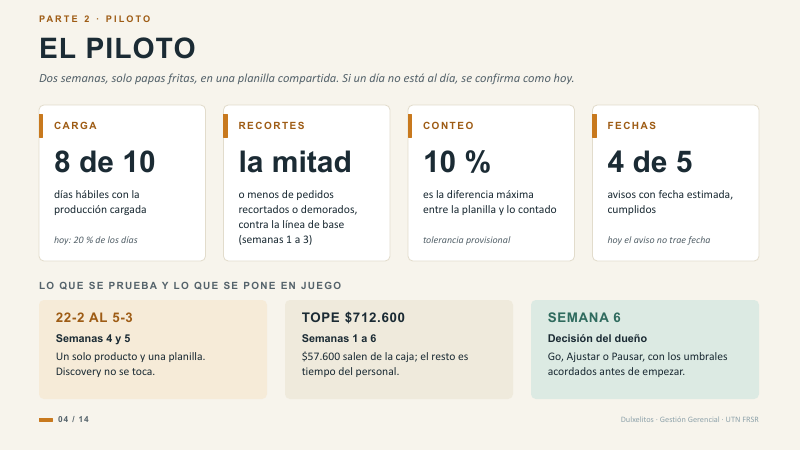 PARTE 2 · PILOTO
EL PILOTO
Dos semanas, solo papas fritas, en una planilla compartida. Si un día no está al día, se confirma como hoy.
CARGA
8 de 10
días hábiles con la
producción cargada
hoy: 20 % de los días
RECORTES
la mitad
o menos de pedidos
recortados o demorados,
contra la línea de base
(semanas 1 a 3)
CONTEO
10 %
es la diferencia máxima
entre la planilla y lo contado
tolerancia provisional
FECHAS
4 de 5
avisos con fecha estimada,
cumplidos
hoy el aviso no trae fecha
LO QUE SE PRUEBA Y LO QUE SE PONE EN JUEGO
22-2 AL 5-3
Semanas 4 y 5
Un solo producto y una planilla.
Discovery no se toca.
TOPE $712.600
Semanas 1 a 6
$57.600 salen de la caja; el resto es
tiempo del personal.
SEMANA 6
Decisión del dueño
Go, Ajustar o Pausar, con los umbrales
acordados antes de empezar.
04 / 14
Dulxelitos · Gestión Gerencial · UTN FRSR